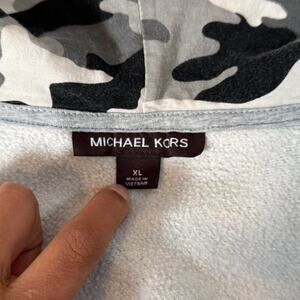 MICHAEL KORS
XL
MADE IN
VIETNAM